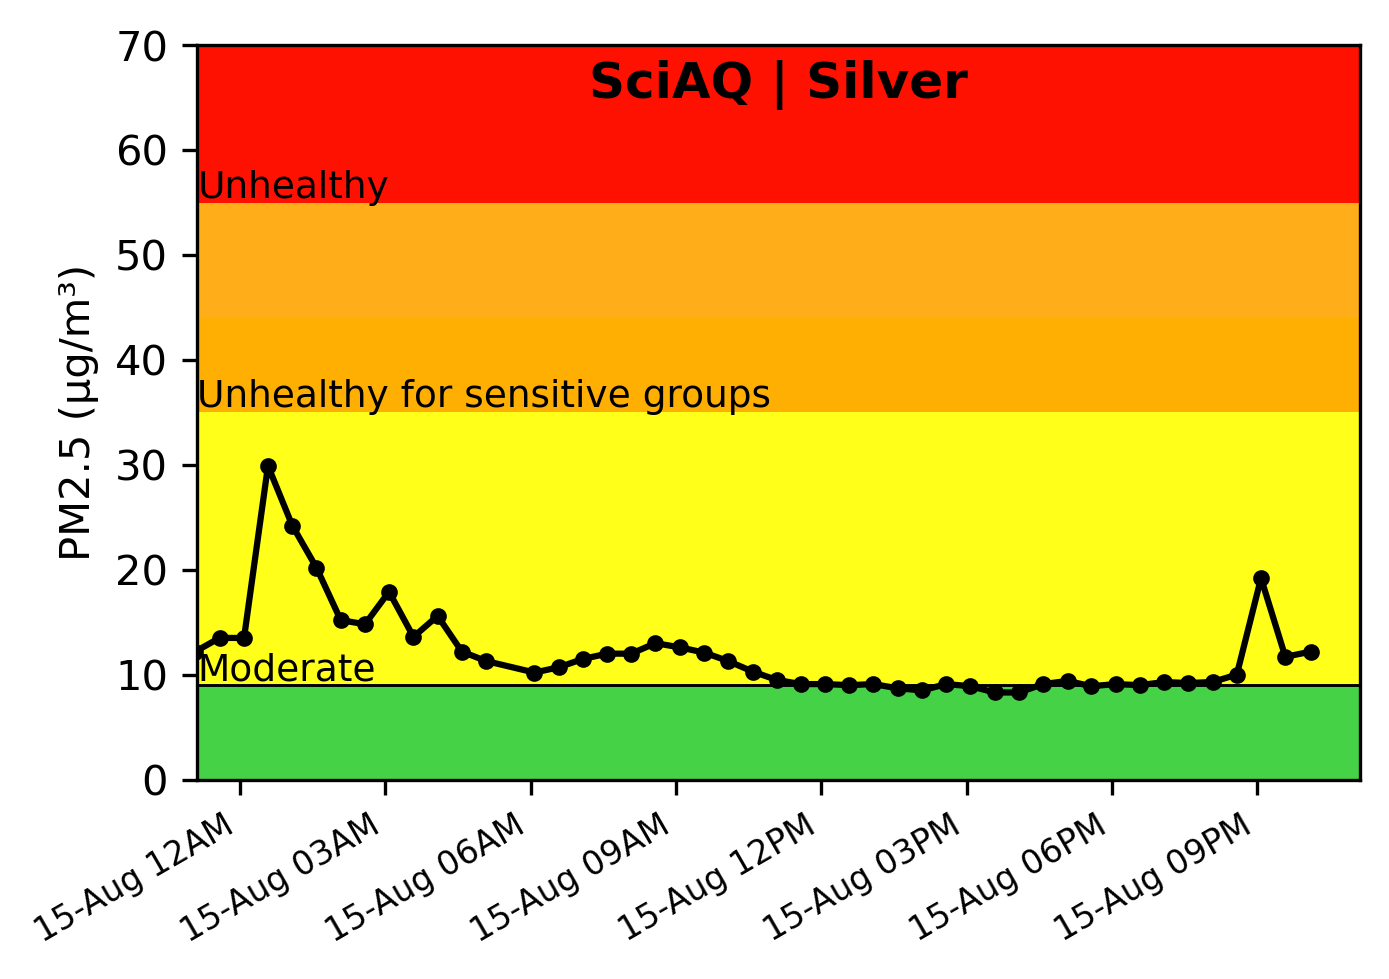 SciAQ | Silver
PM2.5 (µg/m³)
70
60
Unhealthy
50
40
Unhealthy for sensitive groups
30
20
10
Moderate
0
15-Aug 12AM
15-Aug 03AM
15-Aug 06AM
15-Aug 09AM
15-Aug 12PM
15-Aug 03PM
15-Aug 06PM
15-Aug 09PM